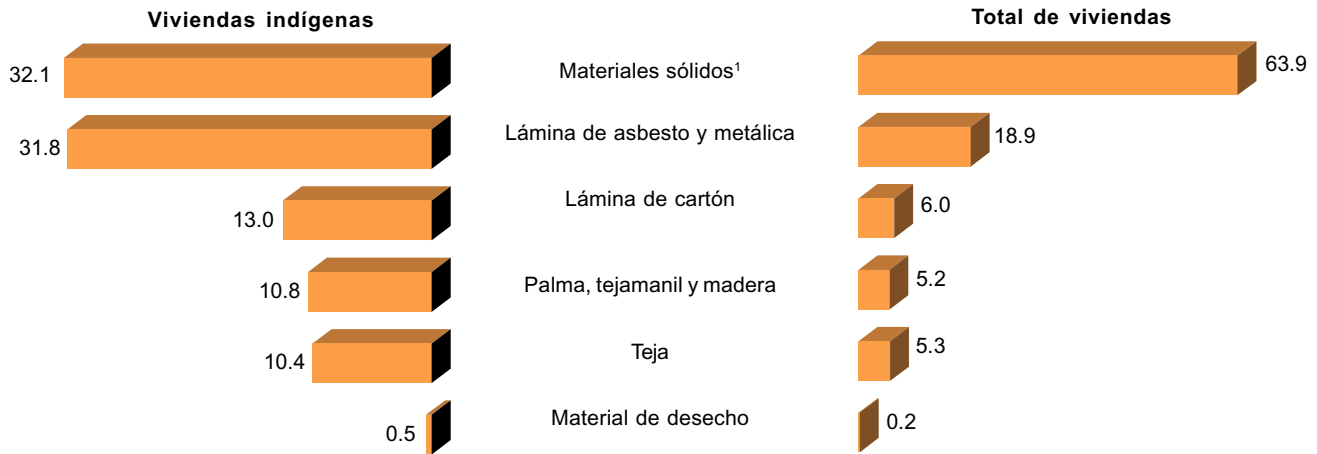 Viviendas indígenas
Total de viviendas
32.1
Materiales sólidos¹
63.9
31.8
Lámina de asbesto y metálica
18.9
13.0
Lámina de cartón
6.0
10.8
Palma, tejamanil y madera
5.2
10.4
Teja
5.3
0.5
Material de desecho
0.2